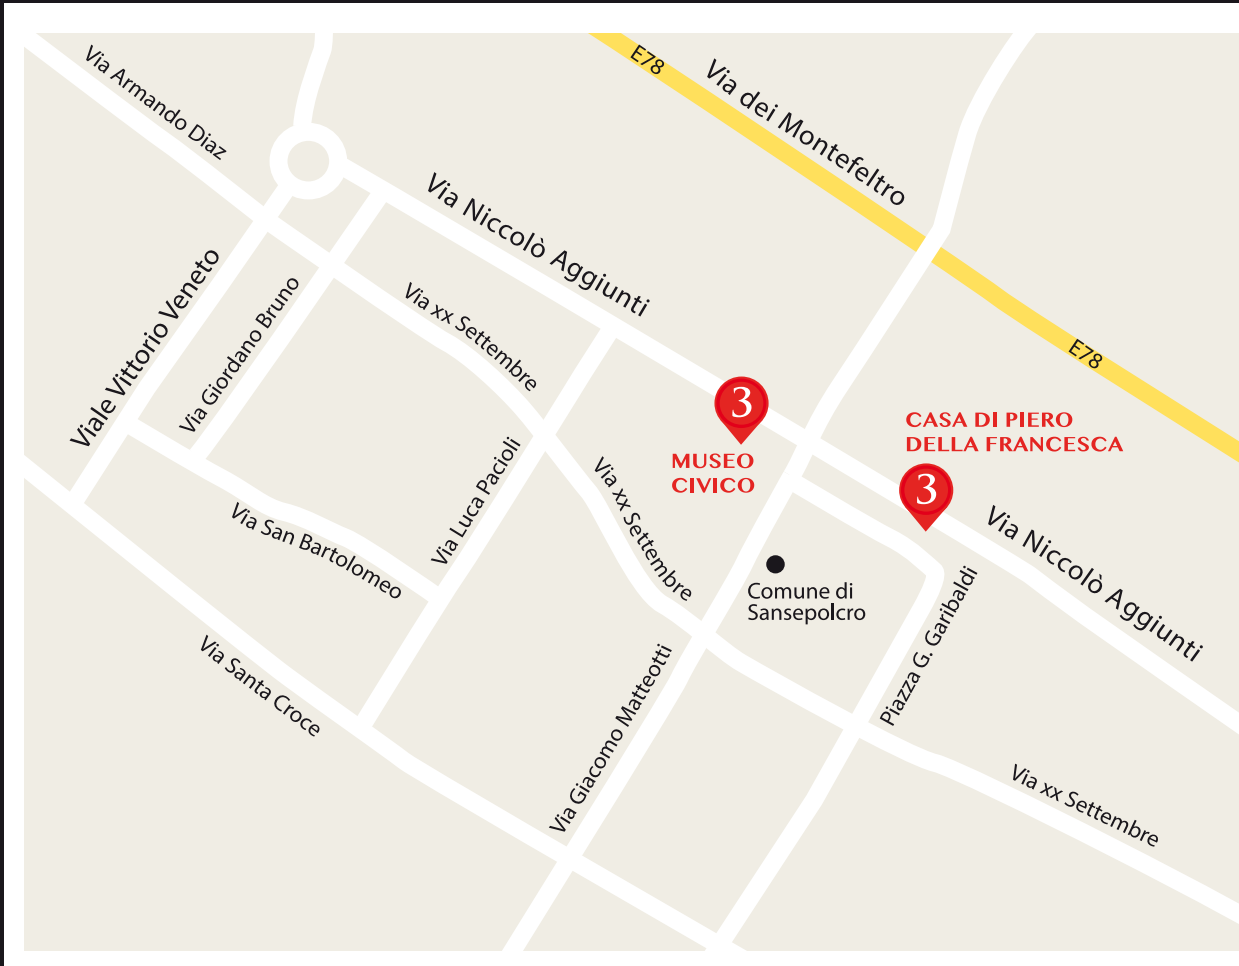 E78
Via dei Montefeltro
Via Armando Diaz
Via Niccolò Aggiunti
Viale Vittorio Veneto
Via Giordano Bruno
Via xx Settembre
E78
3
MUSEO
CIVICO
CASA DI PIERO
DELLA FRANCESCA
3
Via Luca Pacioli
Via xx Settembre
Via San Bartolomeo
Via Niccolò Aggiunti
Comune di
Sansepolcro
Piazza G. Garibaldi
Via Santa Croce
Via Giacomo Matteotti
Via xx Settembre